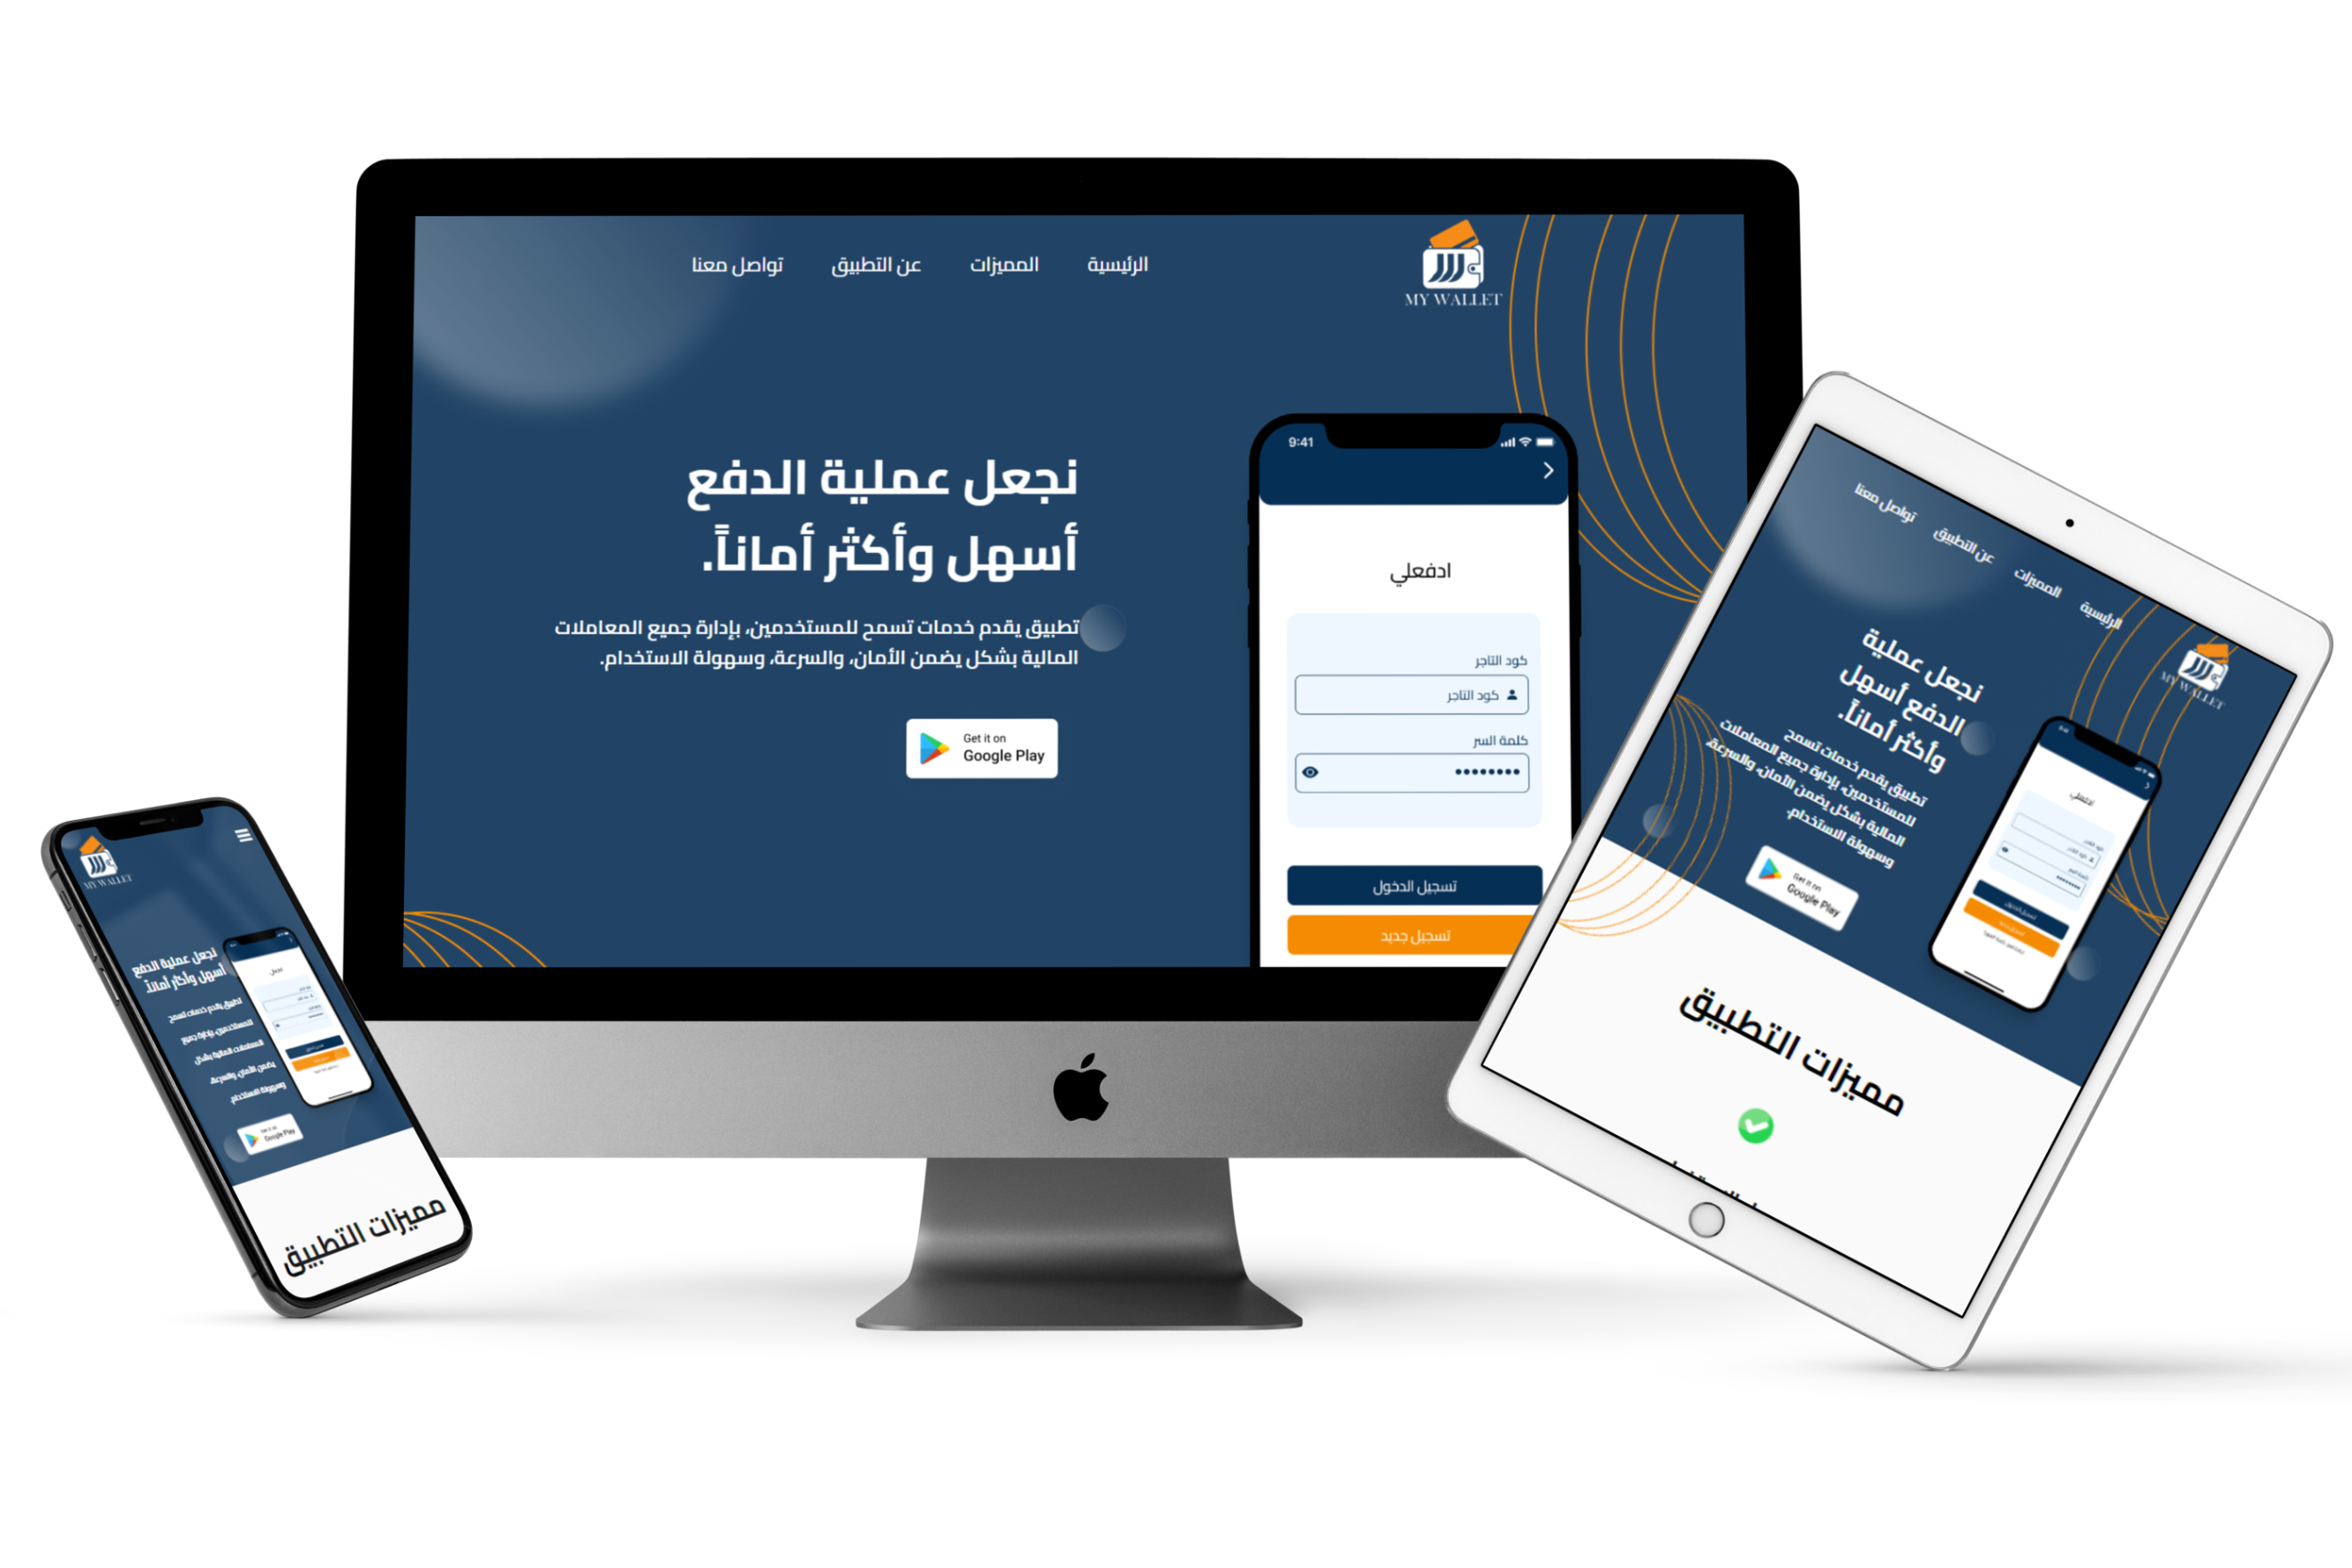 الرئيسية
المميزات
عن التطبيق
تواصل معنا
MY WALLET
نجعل عملية الدفع
أسهل وأكثر أماناً.
تطبيق يقدم خدمات تسمح للمستخدمين، بإدارة جميع المعاملات
المالية بشكل يضمن الأمان، والسرعة، وسهولة الاستخدام.
Get it on
Google Play
9:41
ادفعلي
كود التاجر
كود التاجر
كلمة السر
تسجيل الدخول
تسجيل جديد
الرئيسية
المميزات
عن التطبيق
تواصل معنا
MY WALLET
نجعل عملية
الدفع أسهل
وأكثر أماناً.
تطبيق يقدم خدمات تسمح
للمستخدمين، بإدارة جميع المعاملات
المالية بشكل يضمن الأمان، والسرعة،
وسهولة الاستخدام.
Get it on
Google Play
ادفعلي
تسجيل الدخول
مميزات التطبيق
MY WALLET
نجعل عملية الدفع
أسهل وأكثر أماناً.
تطبيق يقدم خدمات تسمح
للمستخدمين، بإدارة جميع
المعاملات المالية بشكل
يضمن الأمان، والسرعة،
وسهولة الاستخدام.
Get it on
Google Play
مميزات التطبيق